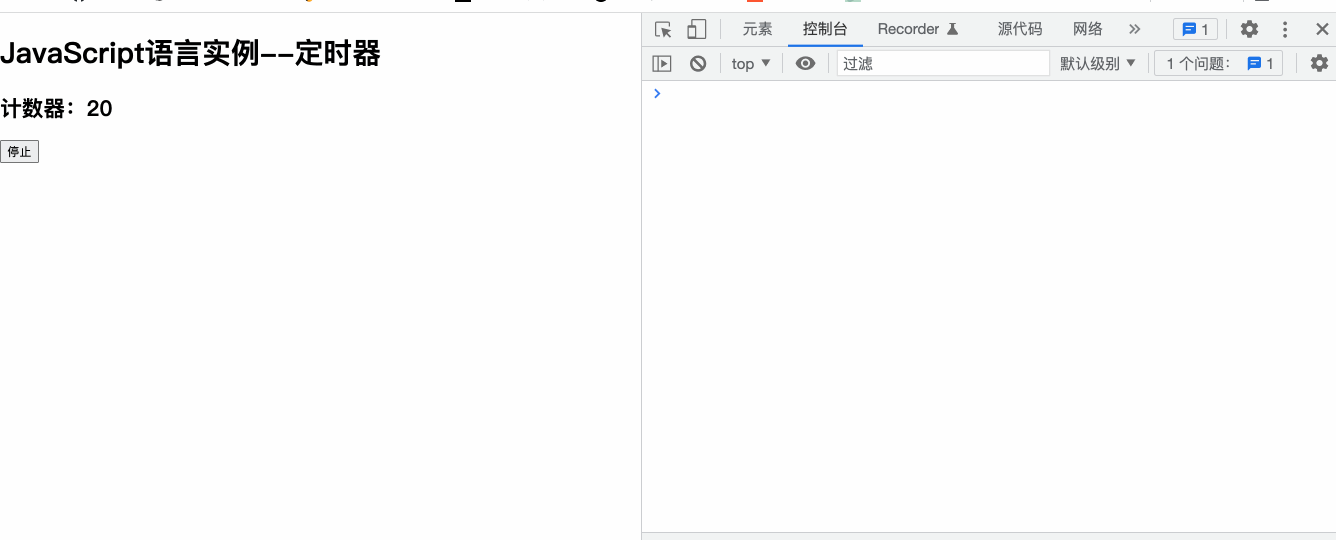 JavaScript语言实例--定时器
计数器：20
停止
元素 控制台 Recorder 源代码 网络 1
top 过滤 默认级别 1 个问题： 1